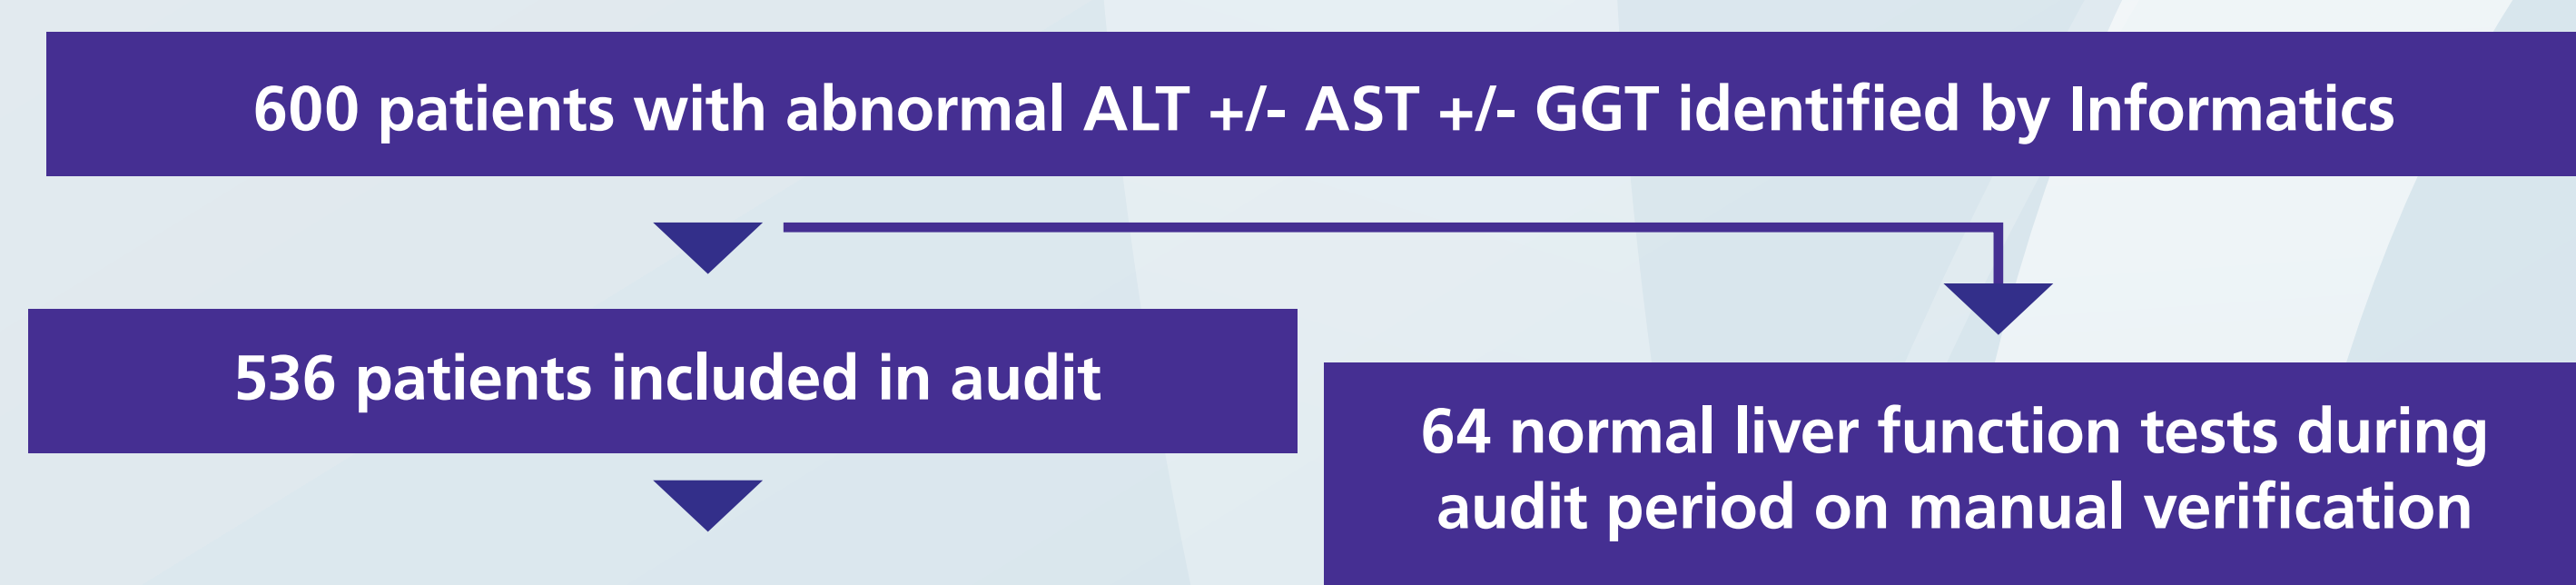 600 patients with abnormal ALT +/- AST +/- GGT identified by Informatics
536 patients included in audit
64 normal liver function tests during
audit period on manual verification